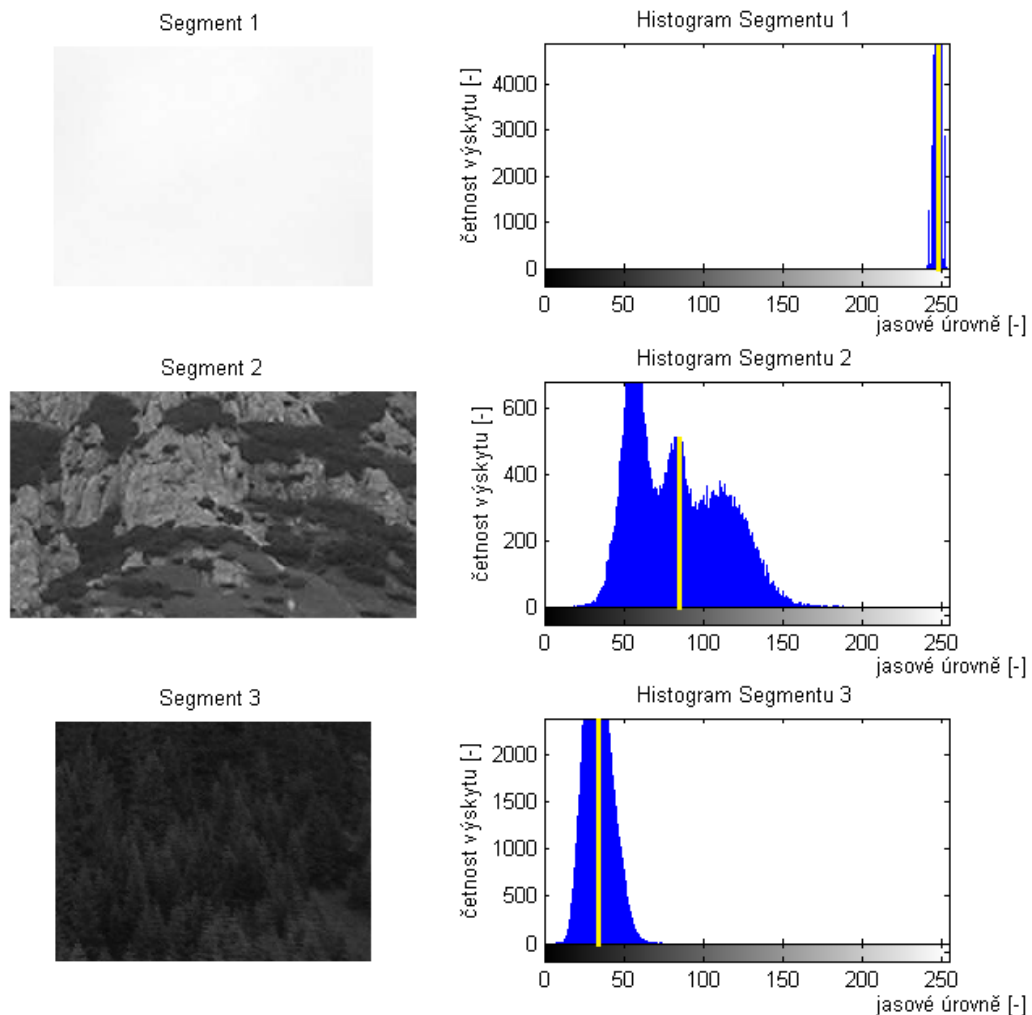 Segment 1
Histogram Segmentu 1
četnost výskytu [-]
4000
3000
2000
1000
0
0 50 100 150 200 250
jasové úrovně [-]
Segment 2
Histogram Segmentu 2
četnost výskytu [-]
600
400
200
0
0 50 100 150 200 250
jasové úrovně [-]
Segment 3
Histogram Segmentu 3
četnost výskytu [-]
2000
1500
1000
500
0
0 50 100 150 200 250
jasové úrovně [-]